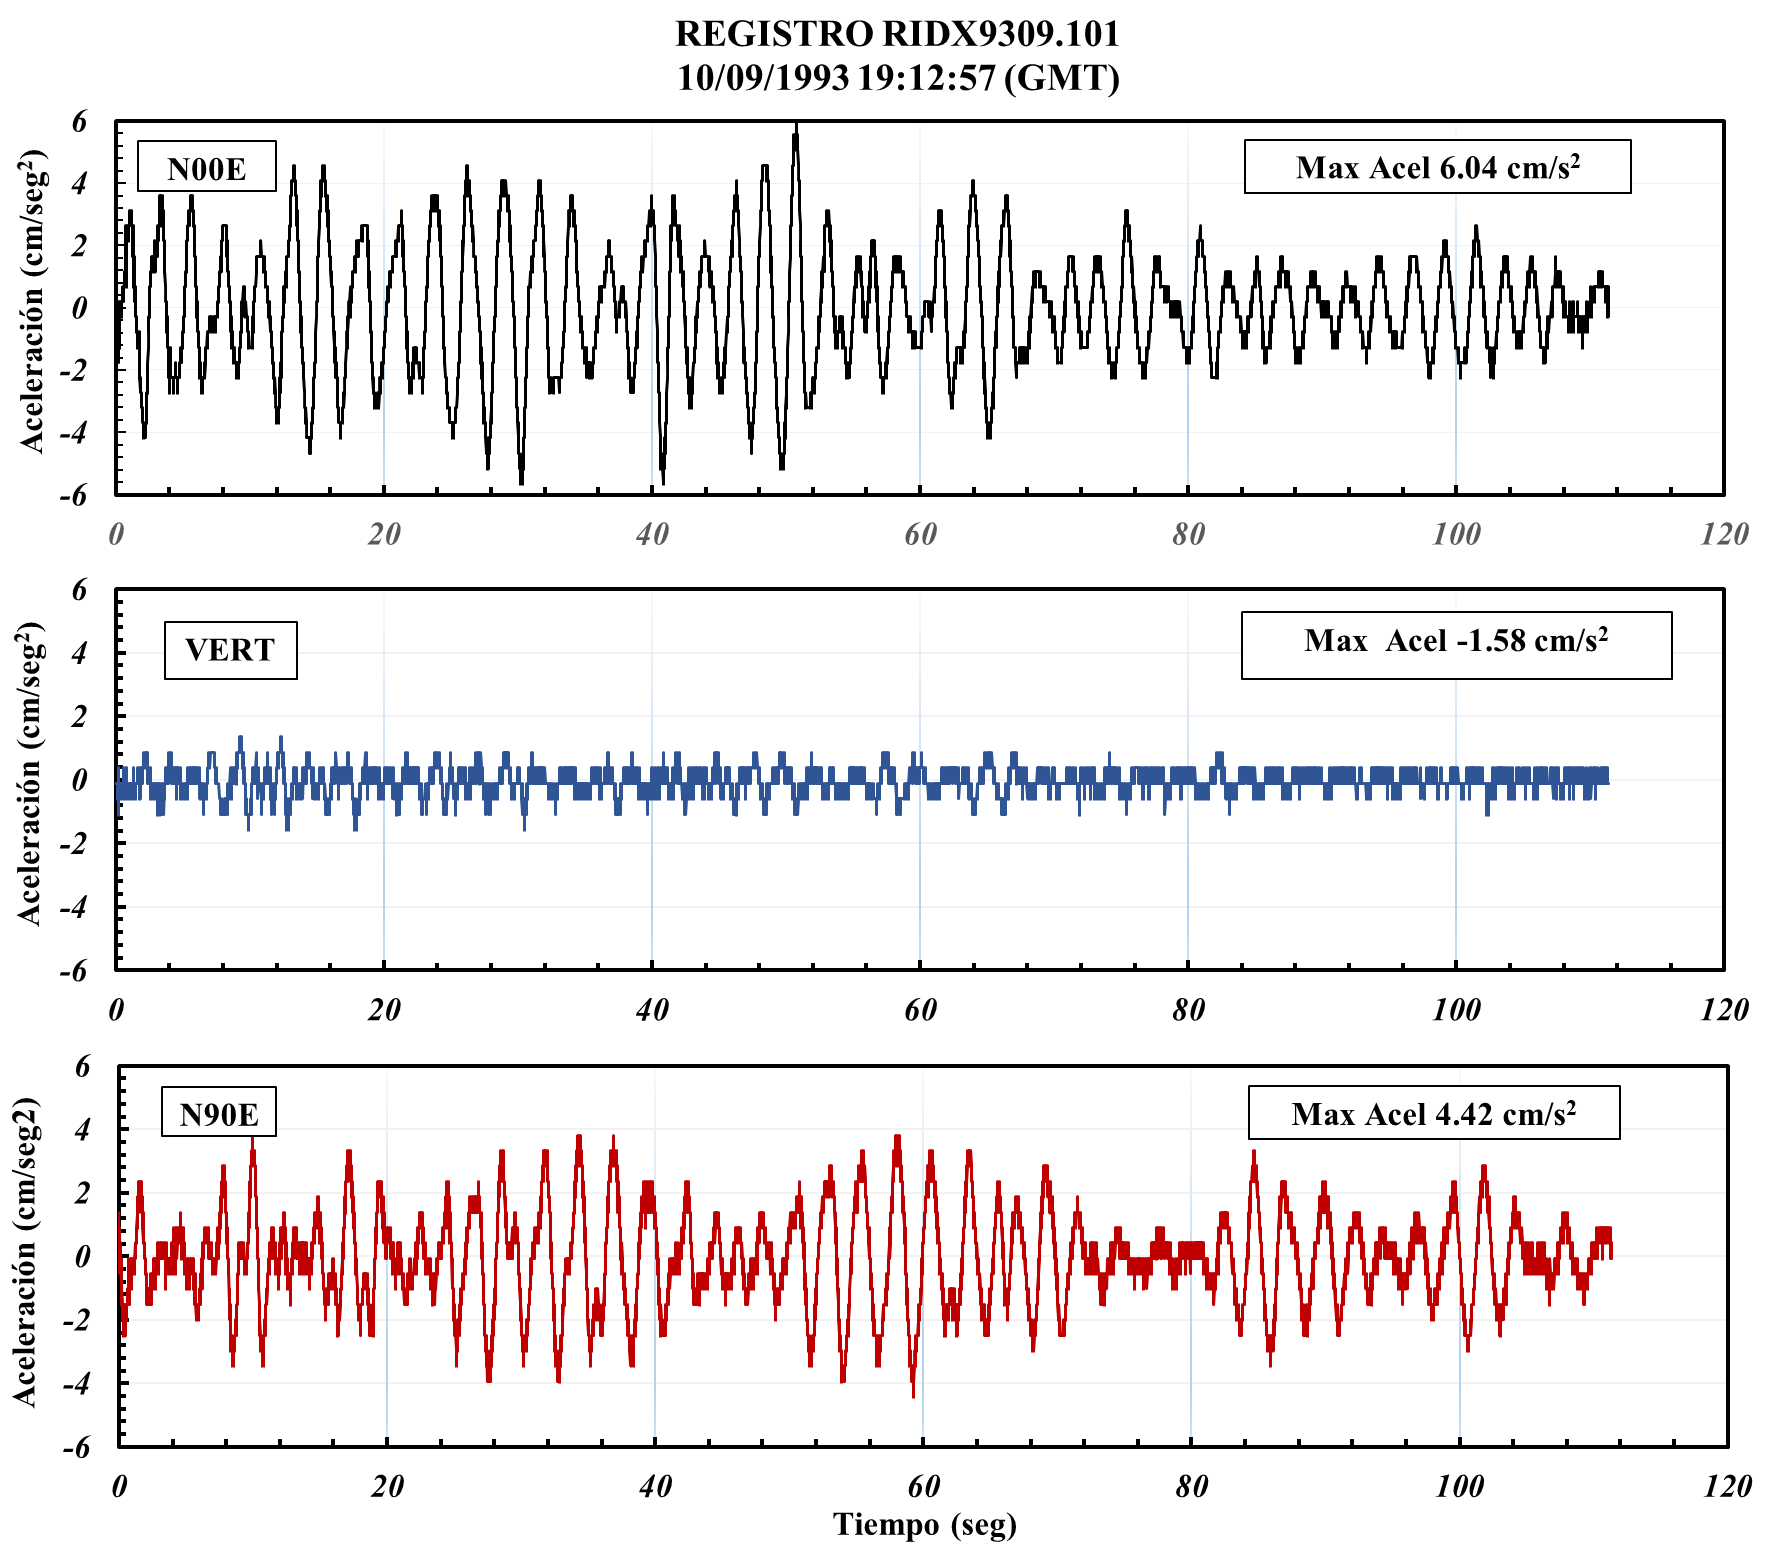 REGISTRO RIDX9309.101
10/09/1993 19:12:57 (GMT)
Aceleración (cm/seg²)
6
4
2
0
-2
-4
-6
N00E
Max Acel 6.04 cm/s²
0 20 40 60 80 100 120
Aceleración (cm/seg²)
6
4
2
0
-2
-4
-6
VERT
Max Acel -1.58 cm/s²
0 20 40 60 80 100 120
Aceleración (cm/seg2)
6
4
2
0
-2
-4
-6
N90E
Max Acel 4.42 cm/s²
0 20 40 60 80 100 120
Tiempo (seg)